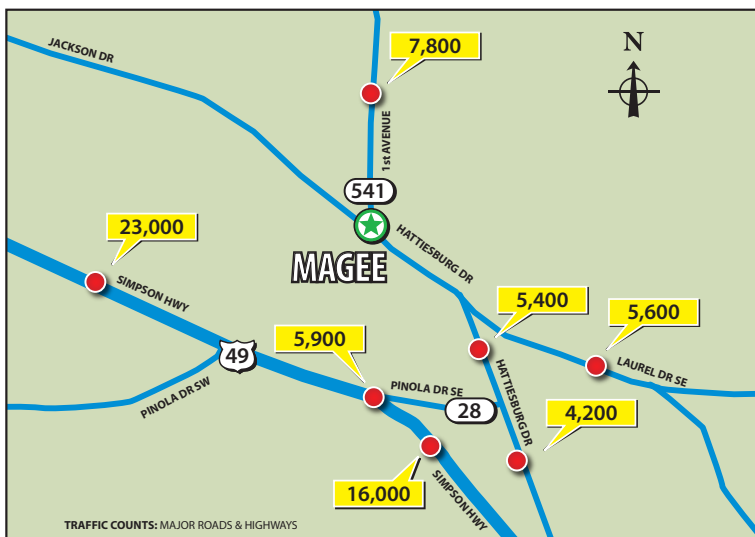 7,800
JACKSON DR
N
1st AVENUE
541
23,000
HATTIESBURG DR
MAGEE
SIMPSON HWY
5,400
5,600
49
5,900
LAUREL DR SE
PINOLA DR SW
PINOLA DR SE
28
HATTIESBURG DR
4,200
16,000
SIMPSON HWY
TRAFFIC COUNTS: MAJOR ROADS & HIGHWAYS